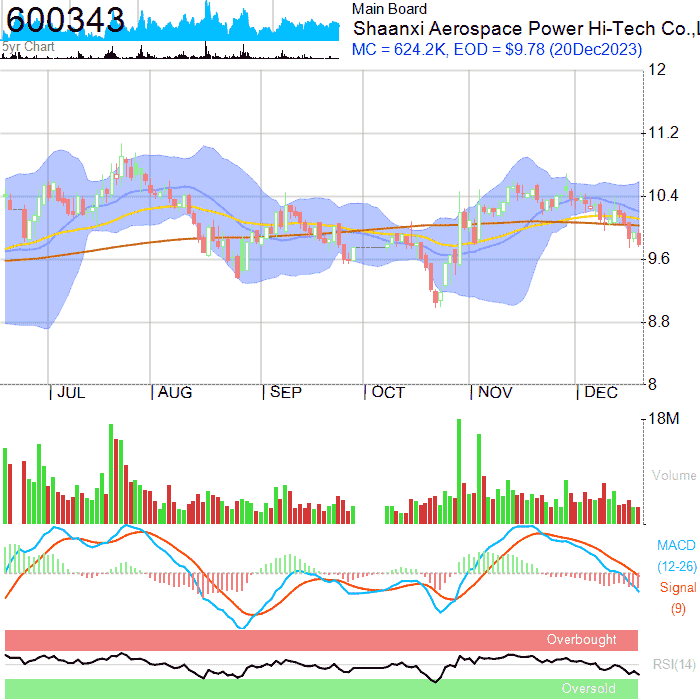 600343
5yr Chart
Main Board
Shaanxi Aerospace Power Hi-Tech Co.,L
MC = 624.2K, EOD = $9.78 (20Dec2023)
12
11.2
10.4
9.6
8.8
8
JUL AUG SEP OCT NOV DEC
18M
Volume
MACD
(12-26)
Signal
(9)
Overbought
RSI(14)
Oversold